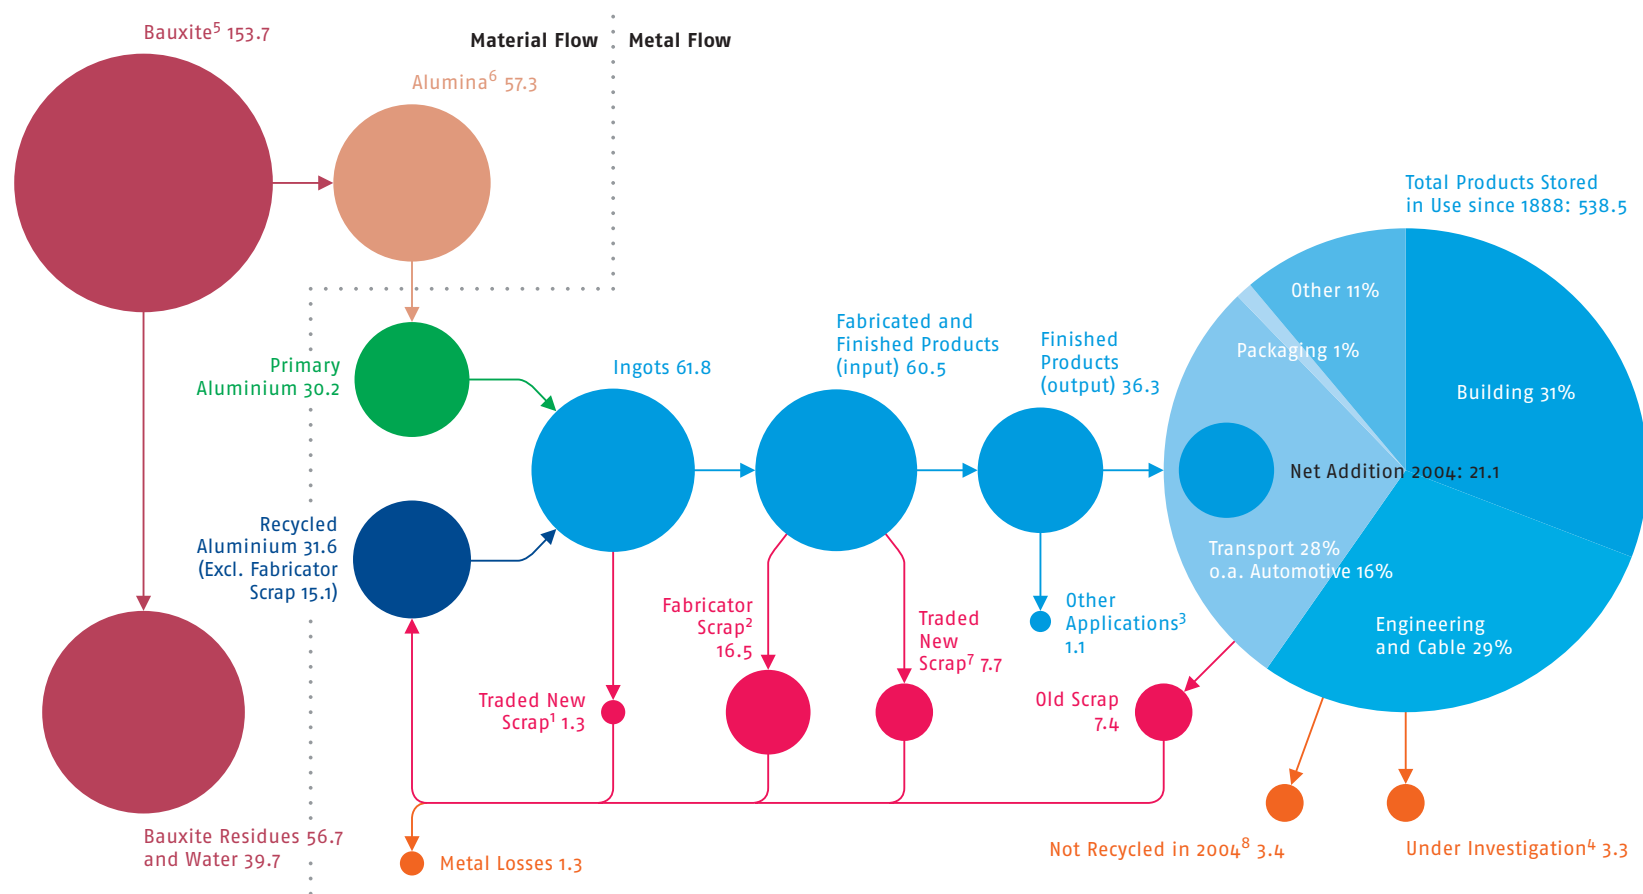 Bauxite⁵ 153.7
Material Flow
Metal Flow
Alumina⁶ 57.3
Total Products Stored
in Use since 1888: 538.5
Other 11%
Packaging 1%
Building 31%
Net Addition 2004: 21.1
Transport 28%
o.a. Automotive 16%
Engineering
and Cable 29%
Primary
Aluminium 30.2
Ingots 61.8
Fabricated and
Finished Products
(input) 60.5
Finished
Products
(output) 36.3
Recycled
Aluminium 31.6
(Excl. Fabricator
Scrap 15.1)
Fabricator
Scrap²
16.5
Traded
New
Scrap⁷ 7.7
Other
Applications³
1.1
Traded New
Scrap¹ 1.3
Old Scrap
7.4
Bauxite Residues 56.7
and Water 39.7
Metal Losses 1.3
Not Recycled in 2004⁸ 3.4
Under Investigation⁴ 3.3